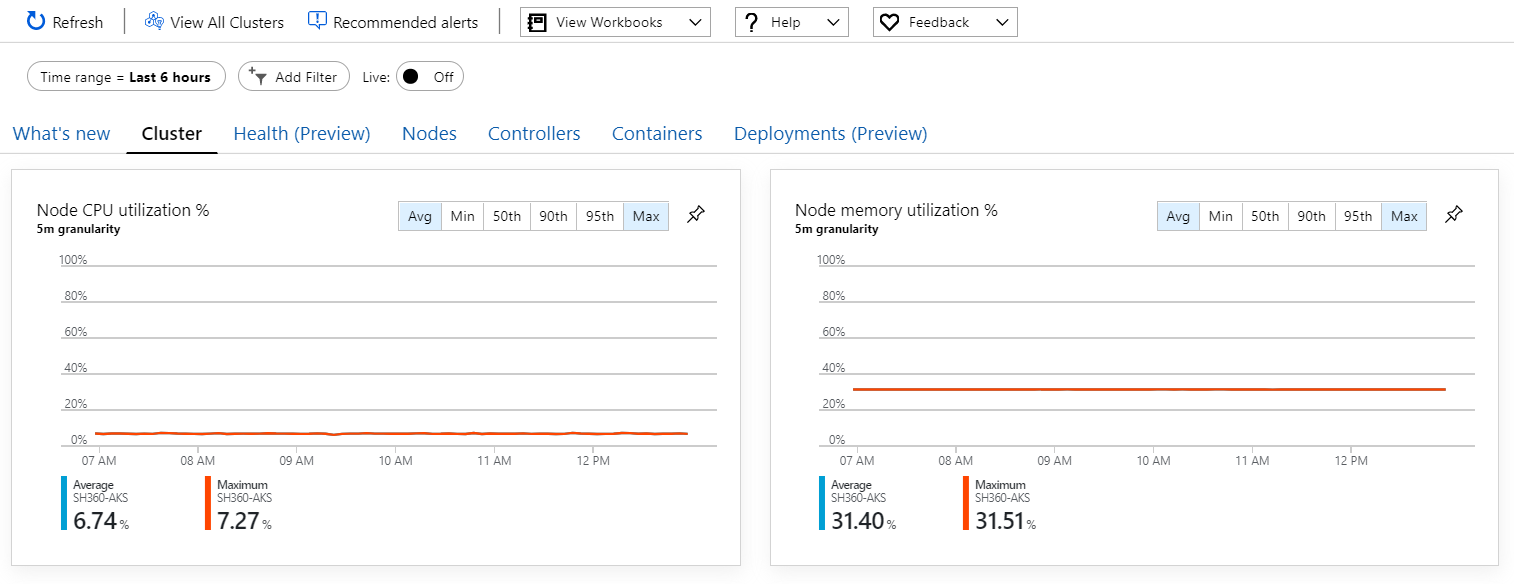 Refresh View All Clusters Recommended alerts View Workbooks Help Feedback
Time range = Last 6 hours Add Filter Live: Off
What's new Cluster Health (Preview) Nodes Controllers Containers Deployments (Preview)
Node CPU utilization %
5m granularity
Avg Min 50th 90th 95th Max
100%
80%
60%
40%
20%
0%
07 AM 08 AM 09 AM 10 AM 11 AM 12 PM
Average
SH360-AKS
6.74 %
Maximum
SH360-AKS
7.27 %
Node memory utilization %
5m granularity
Avg Min 50th 90th 95th Max
100%
80%
60%
40%
20%
0%
07 AM 08 AM 09 AM 10 AM 11 AM 12 PM
Average
SH360-AKS
31.40 %
Maximum
SH360-AKS
31.51 %